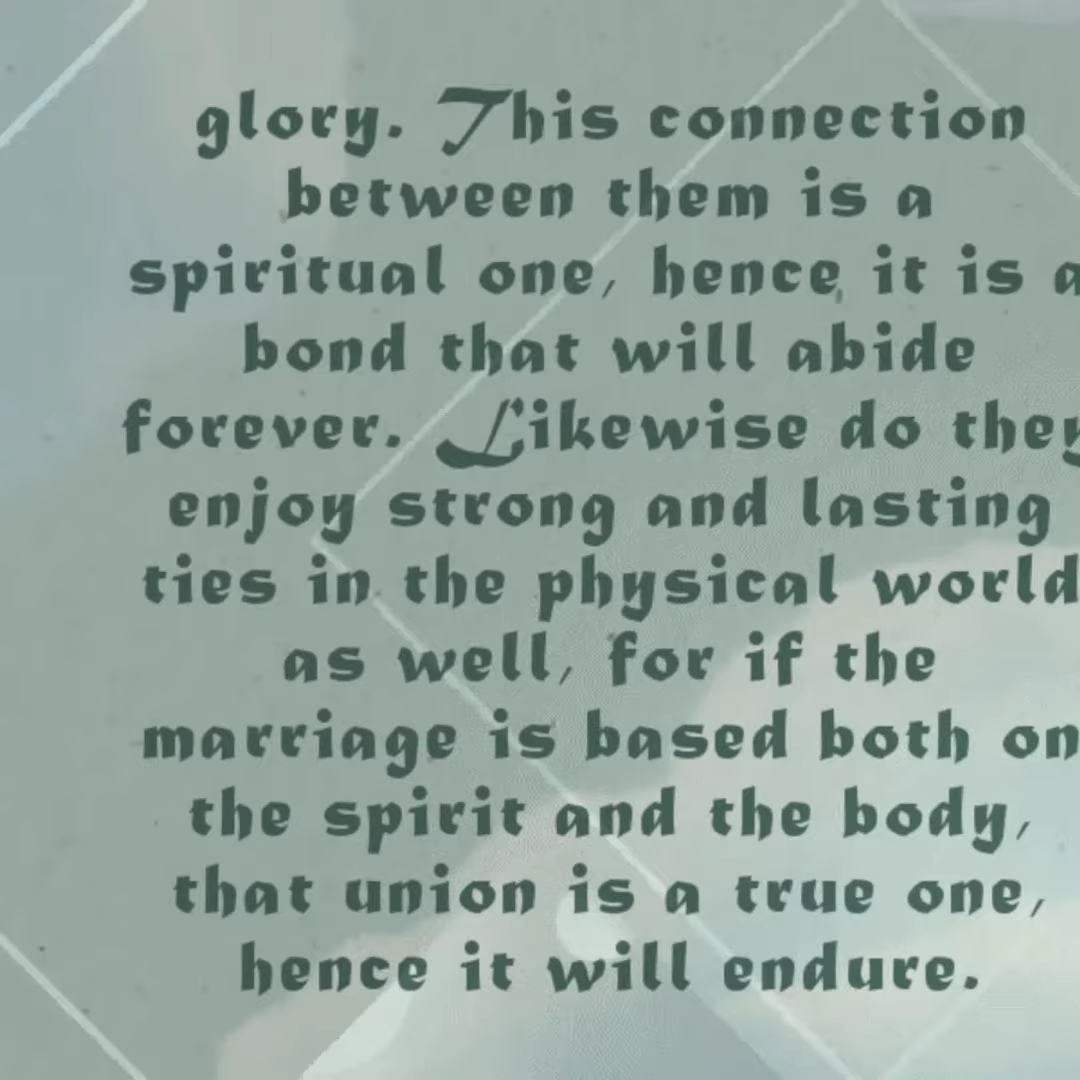 glory. This connection
between them is a
spiritual one, hence it is a
bond that will abide
forever. Likewise do they
enjoy strong and lasting
ties in the physical world
as well, for if the
marriage is based both on
the spirit and the body,
that union is a true one,
hence it will endure.